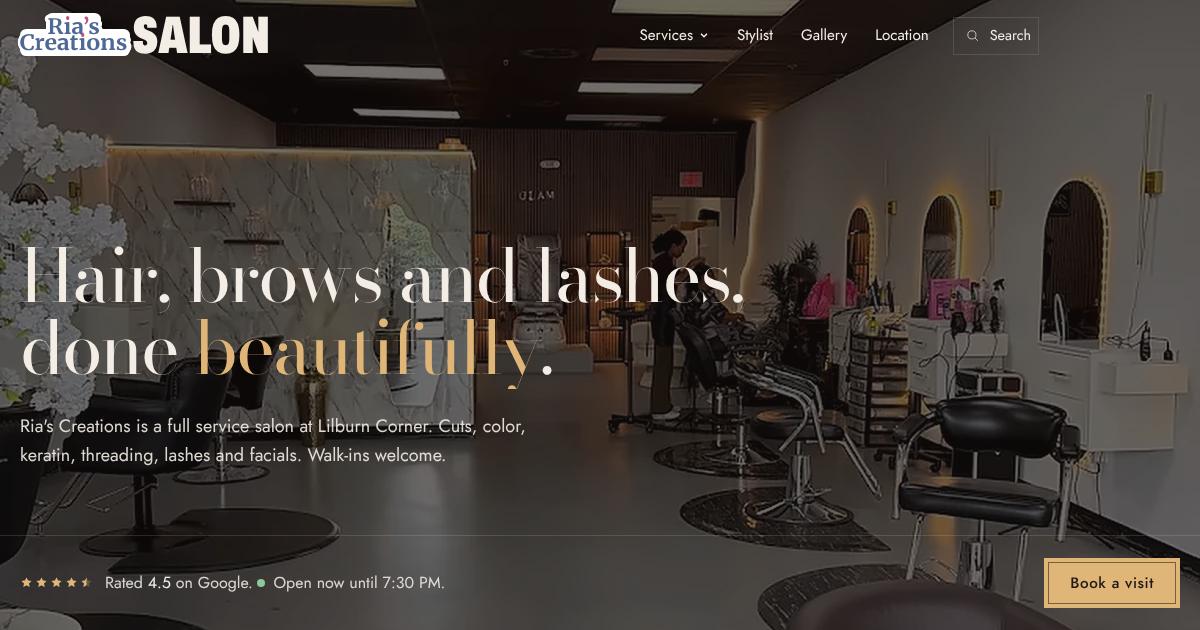 Ria's
Creations SALON
Services
Stylist
Gallery
Location
Search
GLAM
Hair, brows and lashes.
done beautifully.
Ria's Creations is a full service salon at Lilburn Corner. Cuts, color,
keratin, threading, lashes and facials. Walk-ins welcome.
Rated 4.5 on Google.
Open now until 7:30 PM.
Book a visit